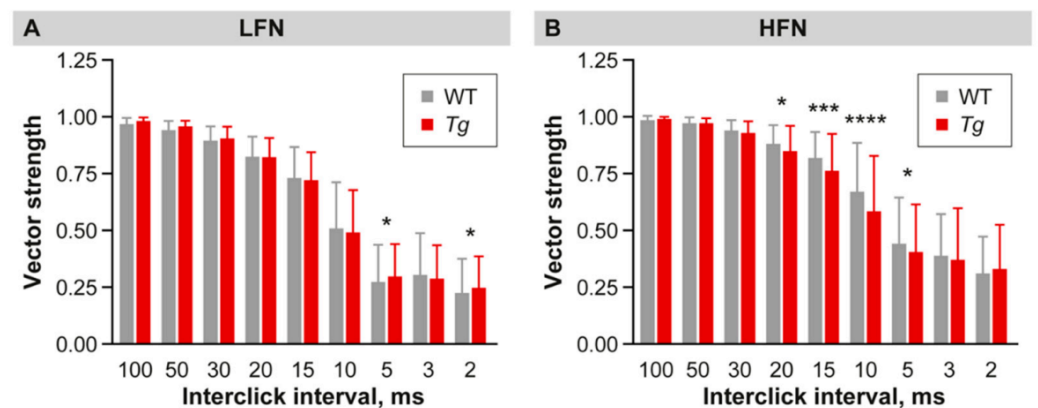 A LFN
1.25
1.00
0.75
0.50
0.25
0.00
Vector strength
WT
Tg
*
*
100 50 30 20 15 10 5 3 2
Interclick interval, ms
B HFN
1.25
1.00
0.75
0.50
0.25
0.00
Vector strength
WT
Tg
*
***
****
*
100 50 30 20 15 10 5 3 2
Interclick interval, ms